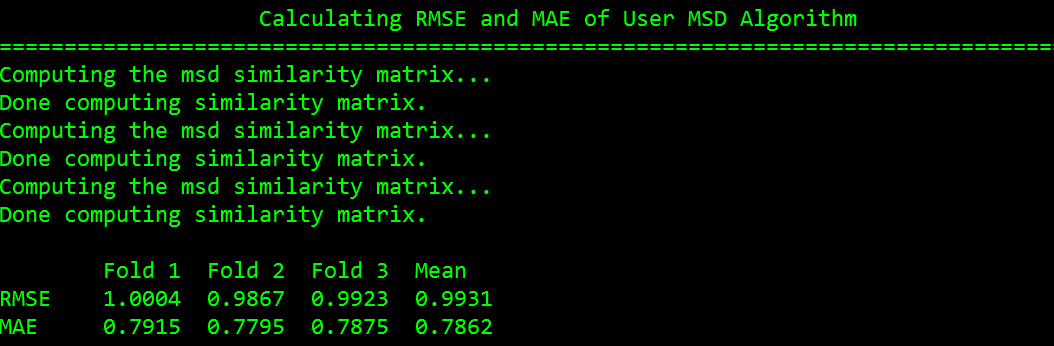 Calculating RMSE and MAE of User MSD Algorithm
==================================================================================
Computing the msd similarity matrix...
Done computing similarity matrix.
Computing the msd similarity matrix...
Done computing similarity matrix.
Computing the msd similarity matrix...
Done computing similarity matrix.
Fold 1 Fold 2 Fold 3 Mean
RMSE 1.0004 0.9867 0.9923 0.9931
MAE 0.7915 0.7795 0.7875 0.7862